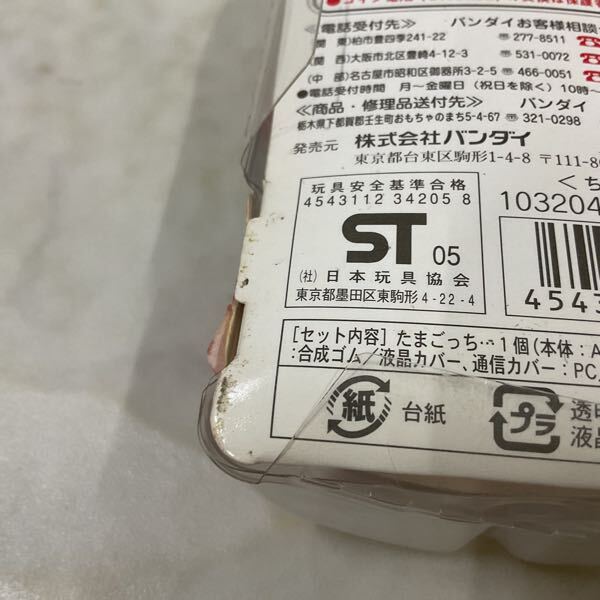 ≪電話受付先≫ バンダイお客様相談
(関 東)柏市豊四季241-22 〒277-8511
(関 西)大阪市北区豊崎4-12-3 〒531-0072
(中 部)名古屋市昭和区御器所3-2-5 〒466-0051
●電話受付時間 月～金曜日(祝日を除く)10時～
≪商品・修理品送付先≫ バンダイ
栃木県下都賀郡壬生町おもちゃのまち5-4-67 〒321-0298
発売元 株式会社バンダイ
東京都台東区駒形1-4-8 〒111-8
<ち
玩具安全基準合格
4543112 34205 8
ST 05
(社)日本玩具協会
東京都墨田区東駒形4-22-4
103204
4543
[セット内容]たまごっち…1個(本体:A
:合成ゴム/液晶カバー、通信カバー:PC
紙 台紙
プラ 透明
液晶